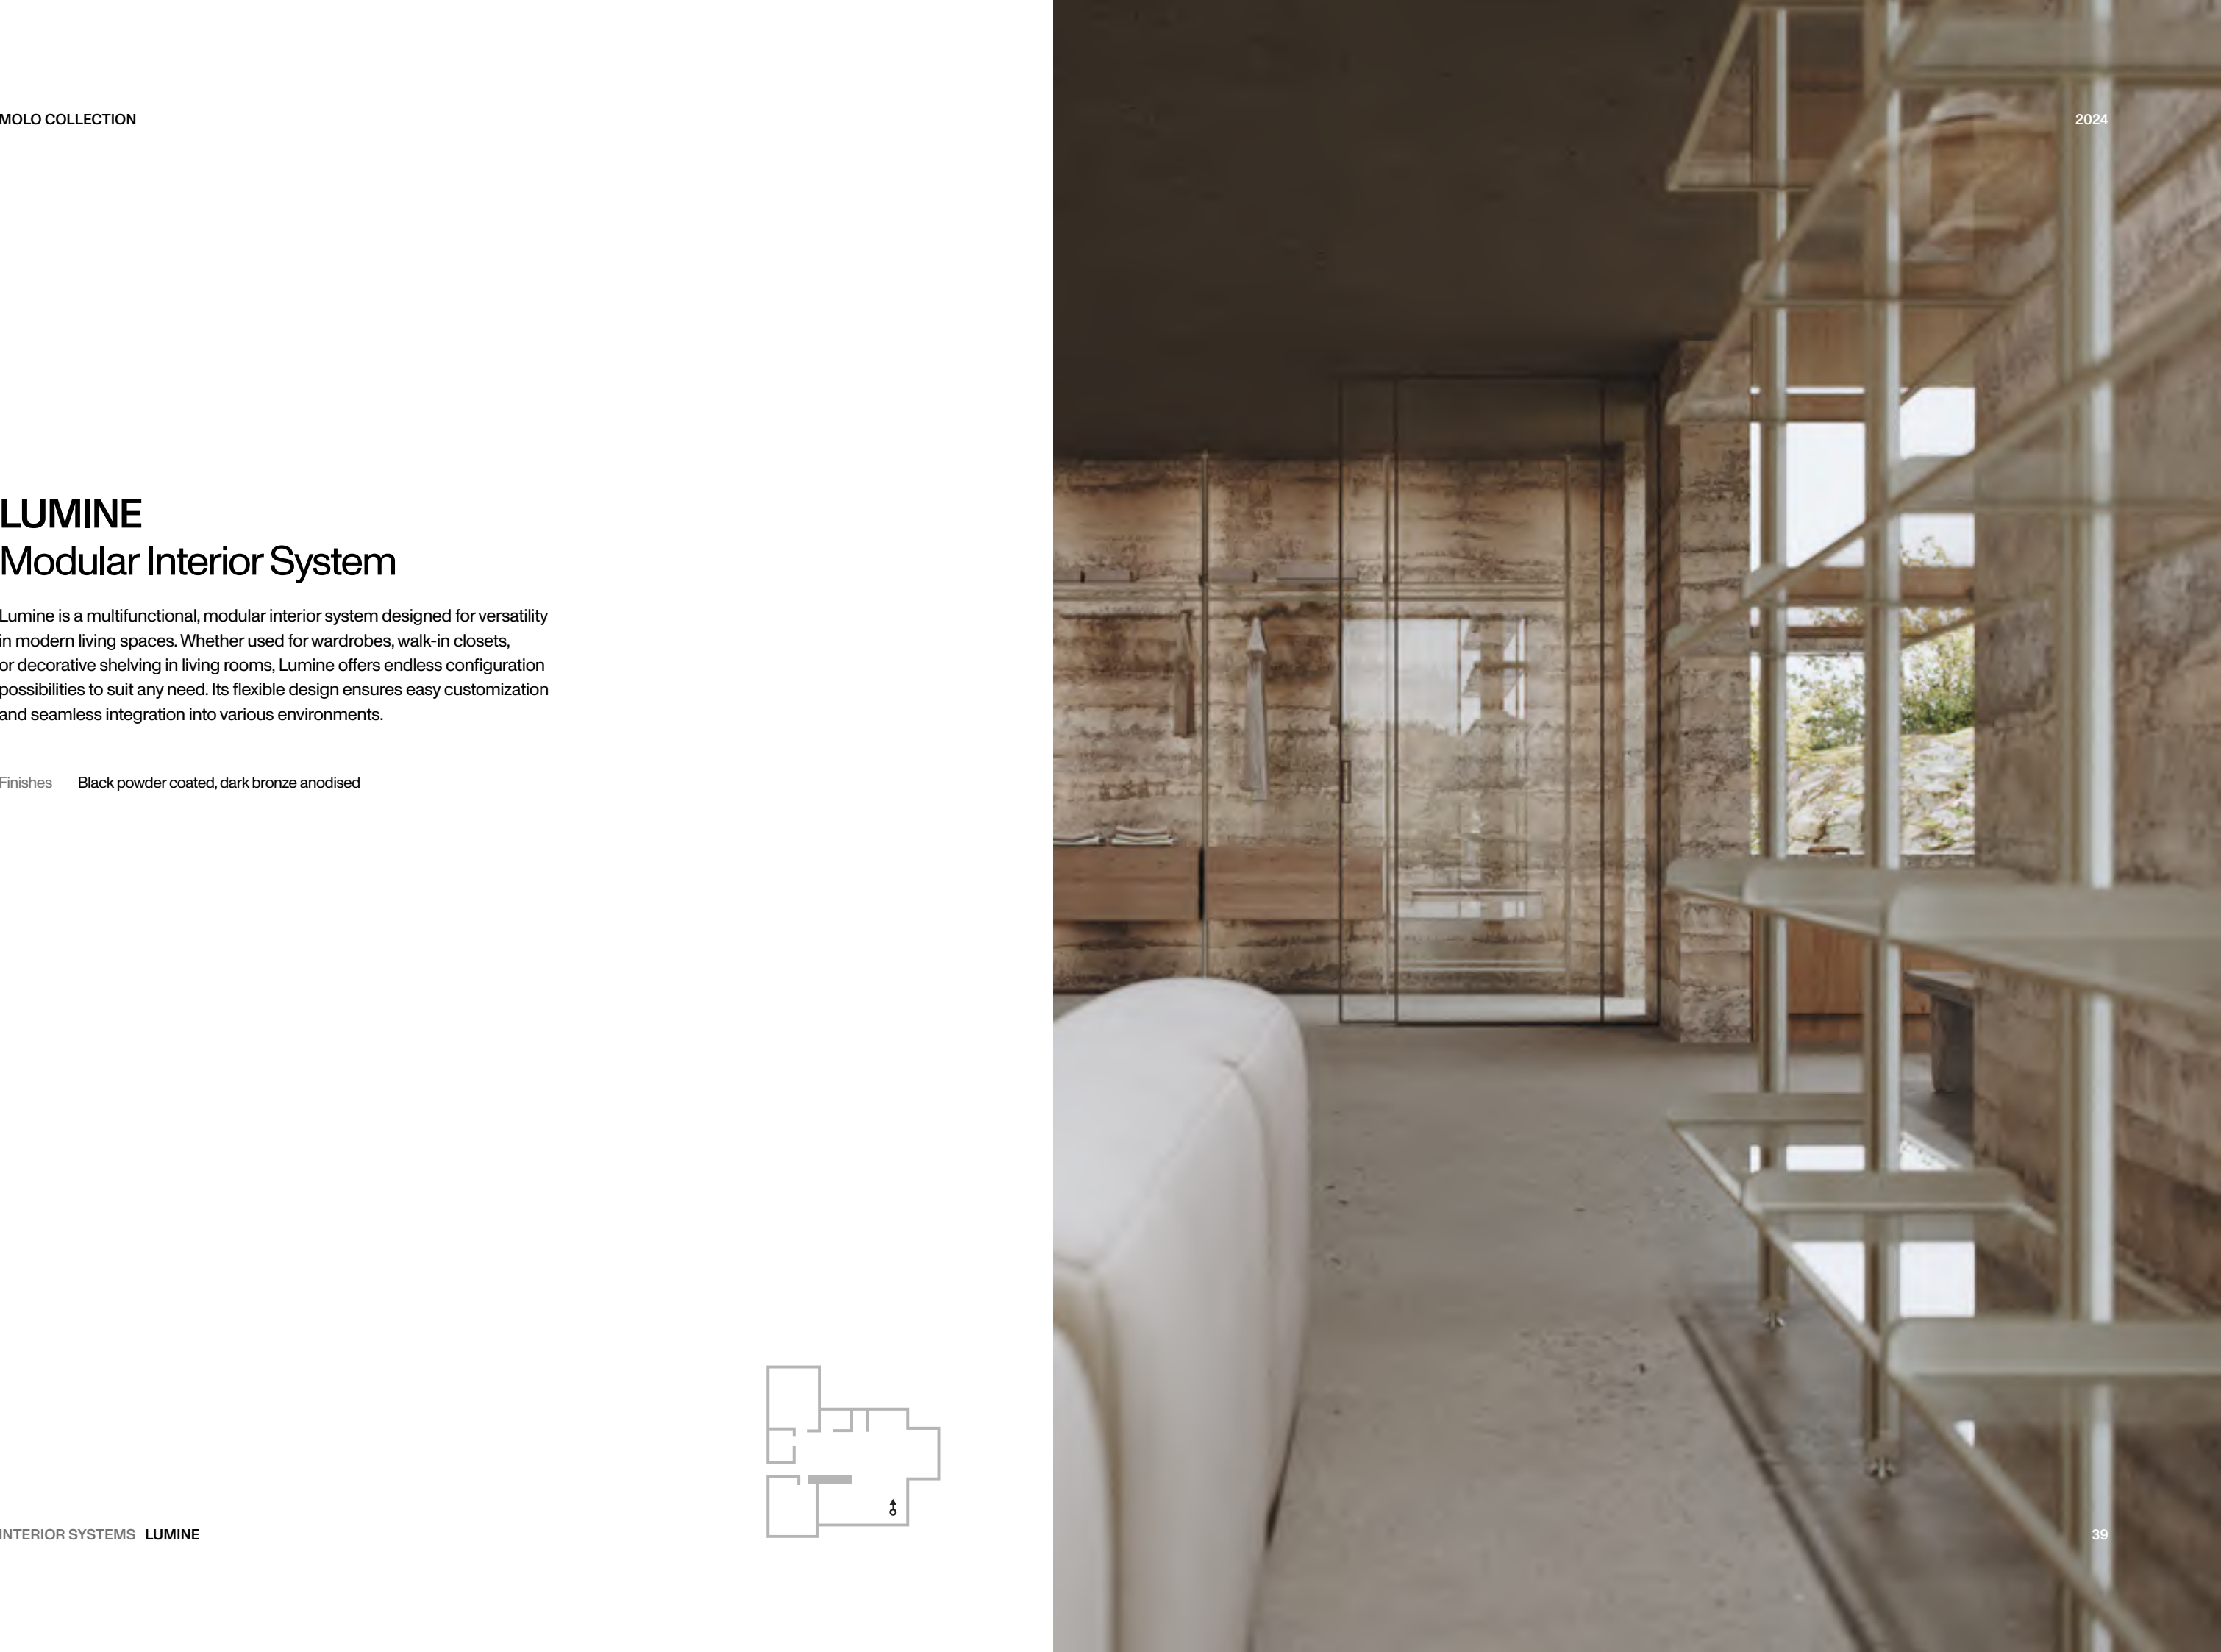 MOLO COLLECTION
2024
LUMINE
Modular Interior System
Lumine is a multifunctional, modular interior system designed for versatility
in modern living spaces. Whether used for wardrobes, walk-in closets,
or decorative shelving in living rooms, Lumine offers endless configuration
possibilities to suit any need. Its flexible design ensures easy customization
and seamless integration into various environments.
Finishes Black powder coated, dark bronze anodised
INTERIOR SYSTEMS LUMINE
39